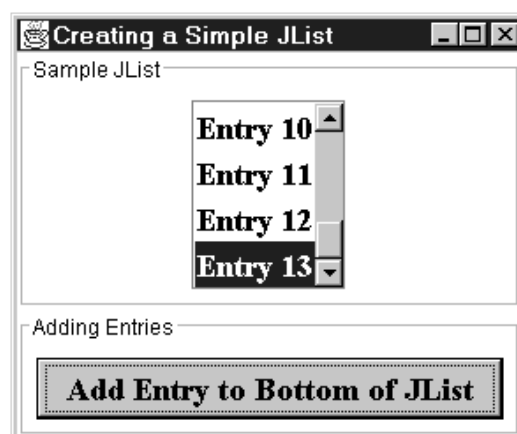 Creating a Simple JList
Sample JList
Entry 10
Entry 11
Entry 12
Entry 13
Adding Entries
Add Entry to Bottom of JList